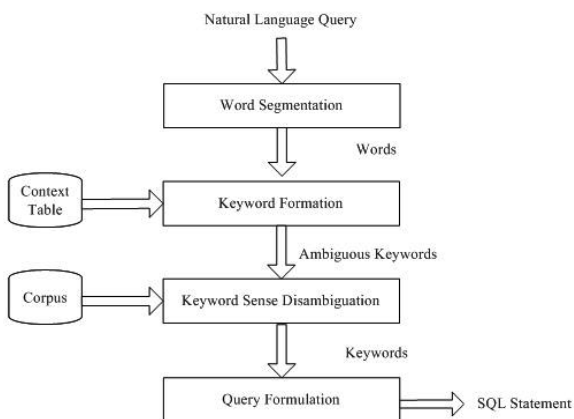 Natural Language Query
Word Segmentation
Words
Context
Table
Keyword Formation
Ambiguous Keywords
Corpus
Keyword Sense Disambiguation
Keywords
Query Formulation
SQL Statement